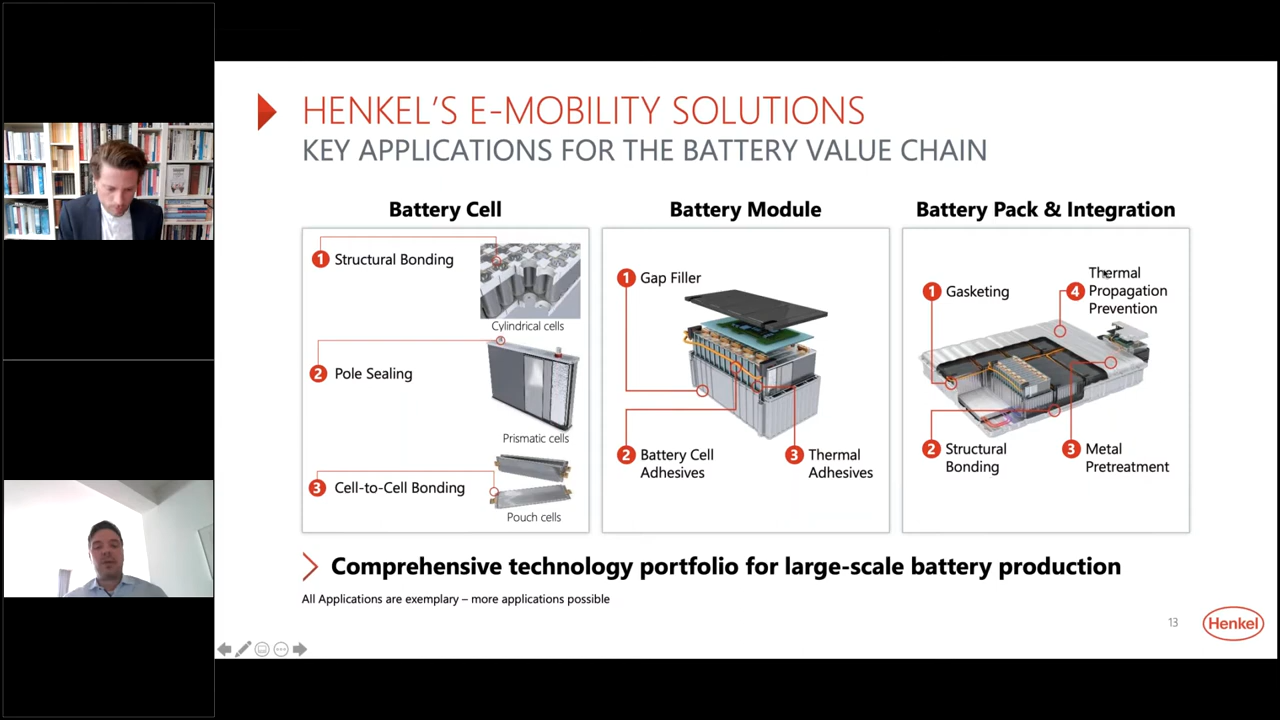 HENKEL'S E-MOBILITY SOLUTIONS
KEY APPLICATIONS FOR THE BATTERY VALUE CHAIN
Battery Cell
1 Structural Bonding
Cylindrical cells
2 Pole Sealing
Prismatic cells
3 Cell-to-Cell Bonding
Pouch cells
Battery Module
1 Gap Filler
2 Battery Cell
Adhesives
3 Thermal
Adhesives
Battery Pack & Integration
1 Gasketing
4 Thermal
Propagation
Prevention
2 Structural
Bonding
3 Metal
Pretreatment
Comprehensive technology portfolio for large-scale battery production
All Applications are exemplary – more applications possible
13
Henkel